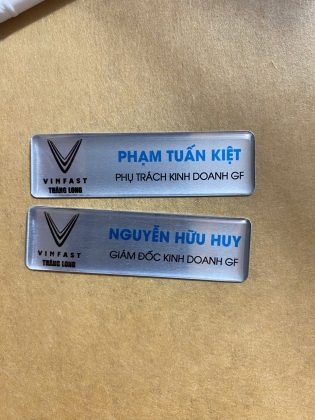 PHẠM TUẤN KIỆT
PHỤ TRÁCH KINH DOANH GF
VINFAST
THĂNG LONG
NGUYỄN HỮU HUY
GIÁM ĐỐC KINH DOANH GF
VINFAST
THĂNG LONG